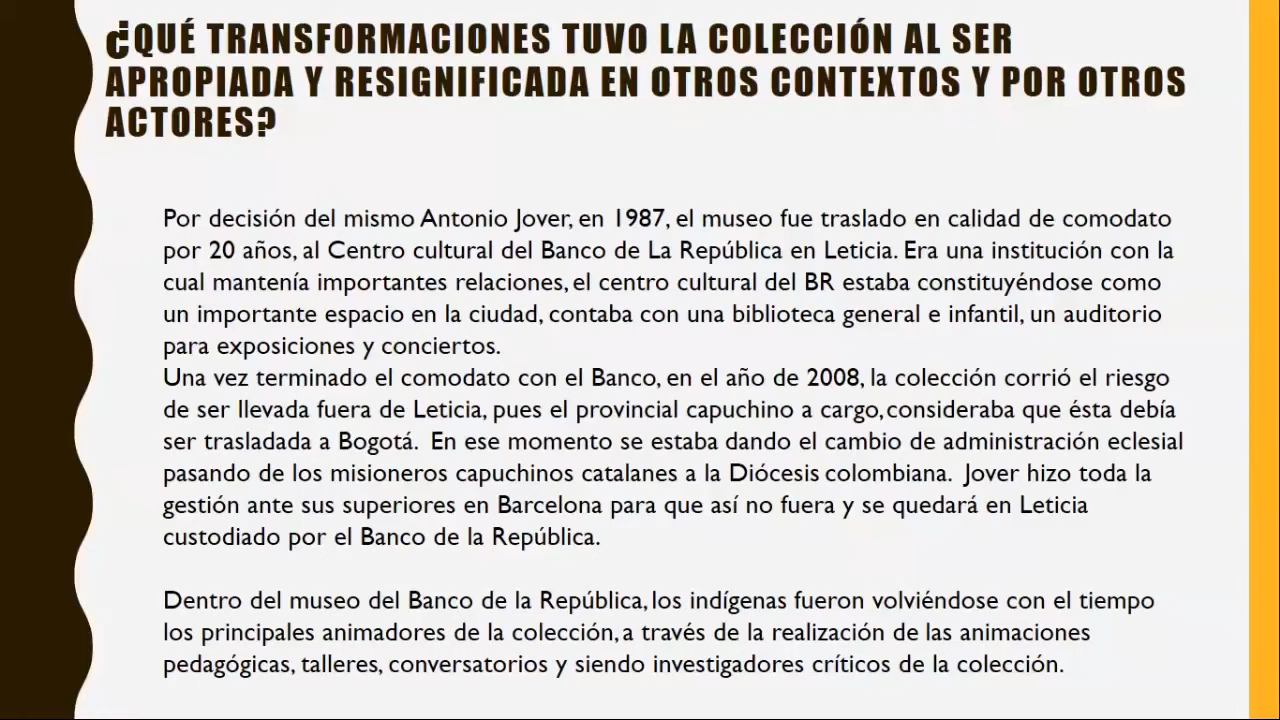 ¿QUÉ TRANSFORMACIONES TUVO LA COLECCIÓN AL SER
APROPIADA Y RESIGNIFICADA EN OTROS CONTEXTOS Y POR OTROS
ACTORES?
Por decisión del mismo Antonio Jover, en 1987, el museo fue traslado en calidad de comodato
por 20 años, al Centro cultural del Banco de La República en Leticia. Era una institución con la
cual mantenía importantes relaciones, el centro cultural del BR estaba constituyéndose como
un importante espacio en la ciudad, contaba con una biblioteca general e infantil, un auditorio
para exposiciones y conciertos.
Una vez terminado el comodato con el Banco, en el año de 2008, la colección corrió el riesgo
de ser llevada fuera de Leticia, pues el provincial capuchino a cargo, consideraba que ésta debía
ser trasladada a Bogotá. En ese momento se estaba dando el cambio de administración eclesial
pasando de los misioneros capuchinos catalanes a la Diócesis colombiana. Jover hizo toda la
gestión ante sus superiores en Barcelona para que así no fuera y se quedará en Leticia
custodiado por el Banco de la República.
Dentro del museo del Banco de la República, los indígenas fueron volviéndose con el tiempo
los principales animadores de la colección, a través de la realización de las animaciones
pedagógicas, talleres, conversatorios y siendo investigadores críticos de la colección.